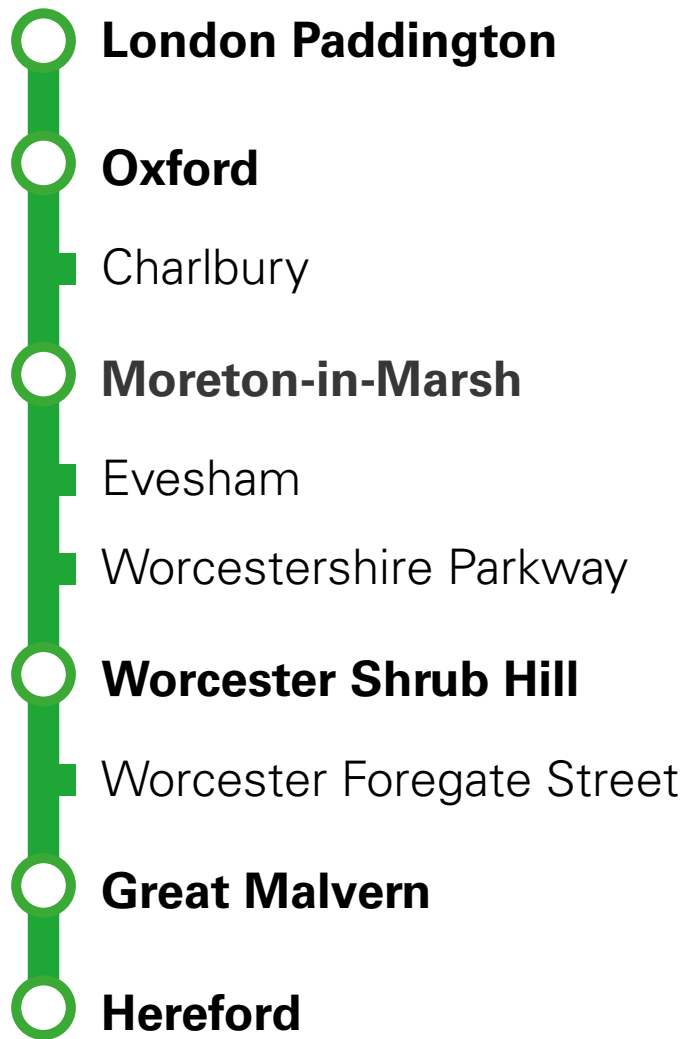 London Paddington
Oxford
Charlbury
Moreton-in-Marsh
Evesham
Worcestershire Parkway
Worcester Shrub Hill
Worcester Foregate Street
Great Malvern
Hereford